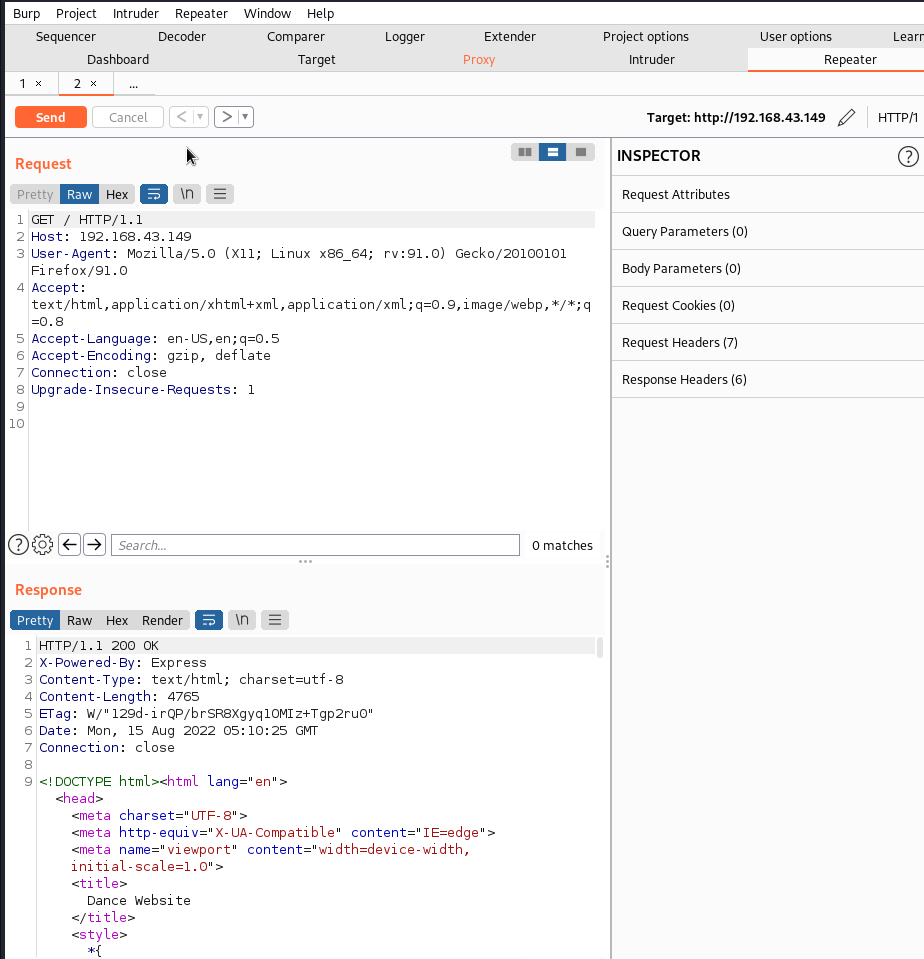 Burp Project Intruder Repeater Window Help
Sequencer Decoder Comparer Logger Extender Project options User options Learn
Dashboard Target Proxy Intruder Repeater
1 × 2 × ...
Send Cancel < > Target: http://192.168.43.149 HTTP/1
Request
Pretty Raw Hex \n
1 GET / HTTP/1.1
2 Host: 192.168.43.149
3 User-Agent: Mozilla/5.0 (X11; Linux x86_64; rv:91.0) Gecko/20100101
Firefox/91.0
4 Accept:
text/html,application/xhtml+xml,application/xml;q=0.9,image/webp,*/*;q
=0.8
5 Accept-Language: en-US,en;q=0.5
6 Accept-Encoding: gzip, deflate
7 Connection: close
8 Upgrade-Insecure-Requests: 1
9
10
? Search... 0 matches
Response
Pretty Raw Hex Render \n
1 HTTP/1.1 200 OK
2 X-Powered-By: Express
3 Content-Type: text/html; charset=utf-8
4 Content-Length: 4765
5 ETag: W/"129d-irQP/brSR8Xgyq1OMIz+Tgp2ru0"
6 Date: Mon, 15 Aug 2022 05:10:25 GMT
7 Connection: close
8
9 <!DOCTYPE html><html lang="en">
<head>
<meta charset="UTF-8">
<meta http-equiv="X-UA-Compatible" content="IE=edge">
<meta name="viewport" content="width=device-width,
initial-scale=1.0">
<title>
Dance Website
</title>
<style>
*{
INSPECTOR ?
Request Attributes
Query Parameters (0)
Body Parameters (0)
Request Cookies (0)
Request Headers (7)
Response Headers (6)